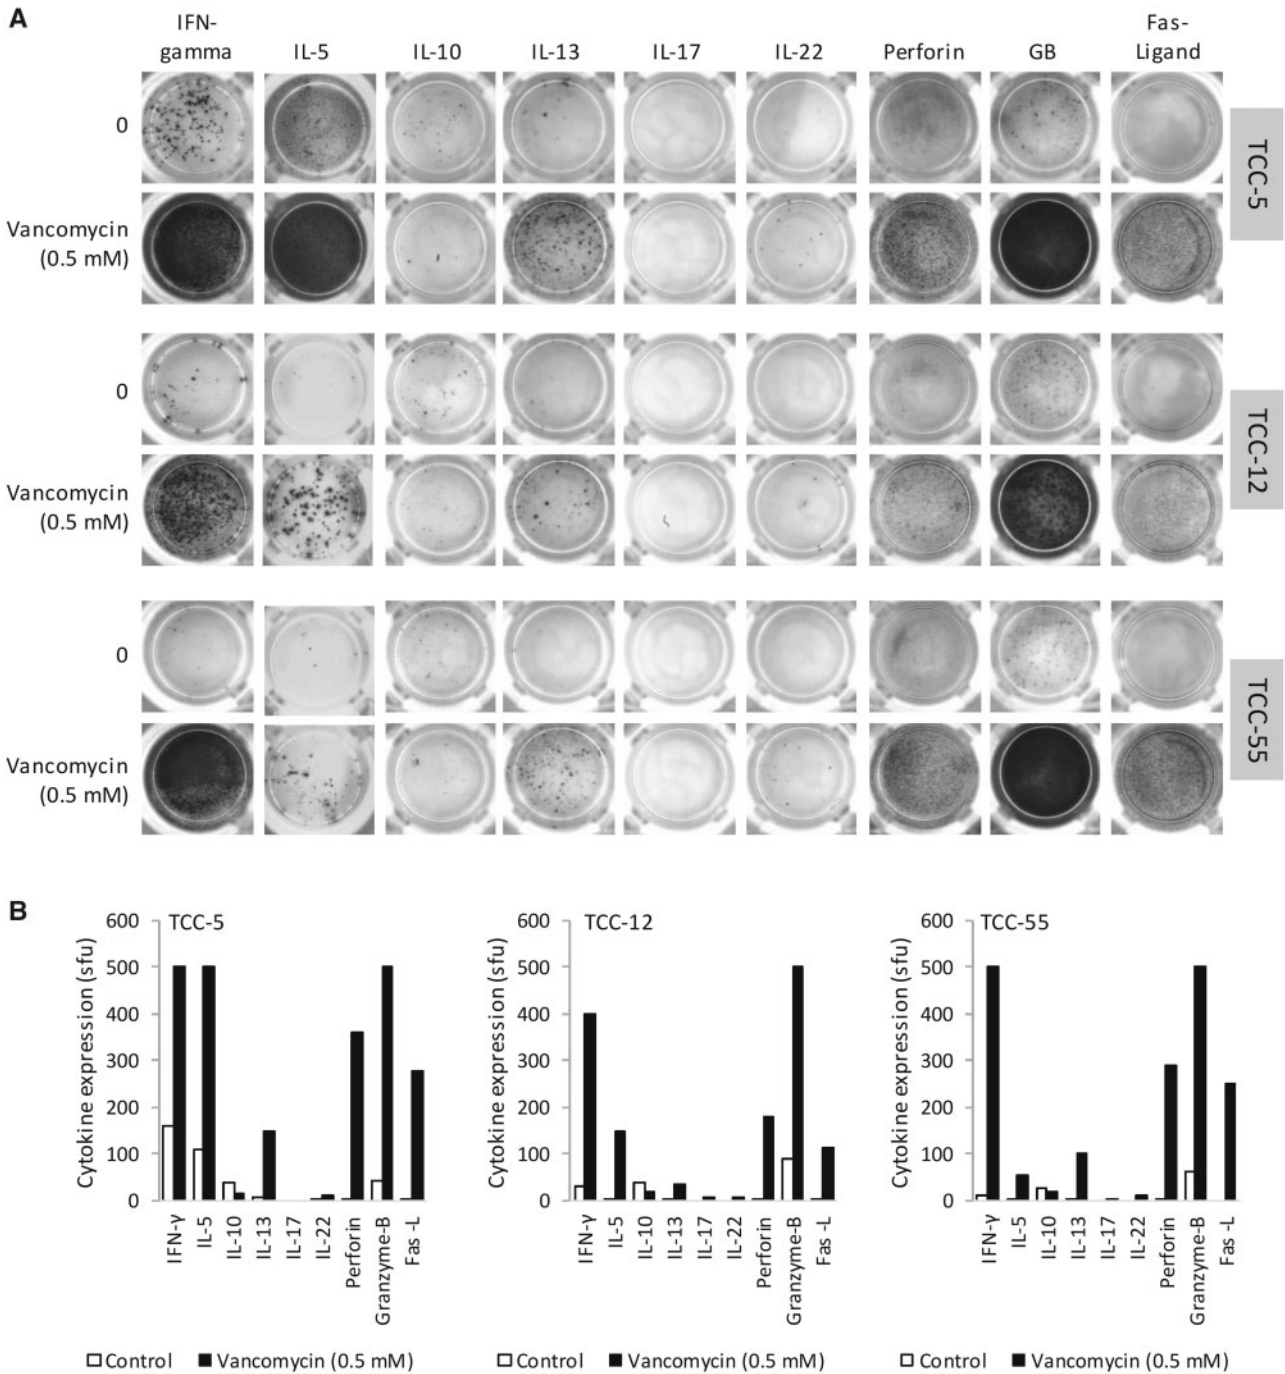 A
IFN-
gamma
IL-5
IL-10
IL-13
IL-17
IL-22
Perforin
GB
Fas-
Ligand
0
TCC-5
Vancomycin
(0.5 mM)
0
TCC-12
Vancomycin
(0.5 mM)
0
TCC-55
Vancomycin
(0.5 mM)
B
TCC-5
Cytokine expression (sfu)
600
500
400
300
200
100
0
IFN-γ
IL-5
IL-10
IL-13
IL-17
IL-22
Perforin
Granzyme-B
Fas -L
Control Vancomycin (0.5 mM)
TCC-12
Cytokine expression (sfu)
600
500
400
300
200
100
0
IFN-γ
IL-5
IL-10
IL-13
IL-17
IL-22
Perforin
Granzyme-B
Fas -L
Control Vancomycin (0.5 mM)
TCC-55
Cytokine expression (sfu)
600
500
400
300
200
100
0
IFN-γ
IL-5
IL-10
IL-13
IL-17
IL-22
Perforin
Granzyme-B
Fas -L
Control Vancomycin (0.5 mM)